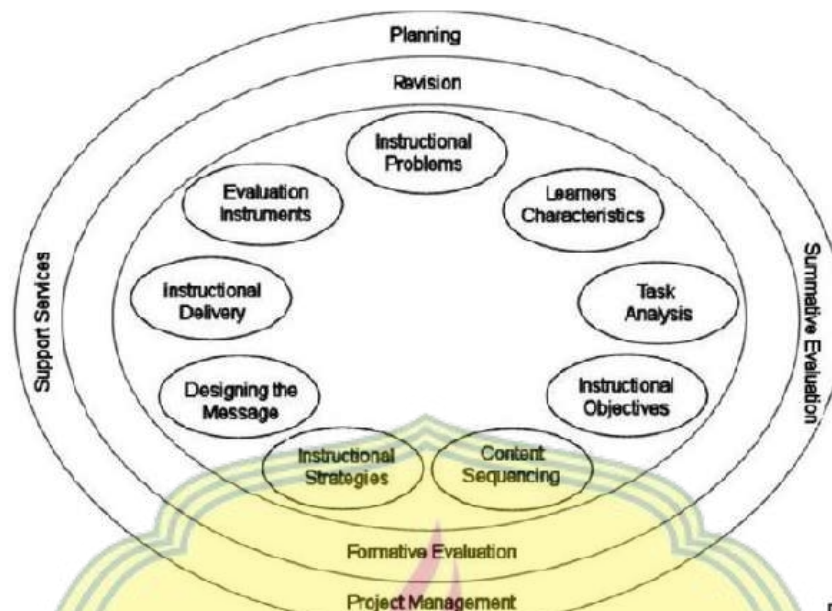 Planning
Revision
Instructional
Problems
Evaluation
Instruments
Learners
Characteristics
Instructional
Delivery
Task
Analysis
Support Services
Summative Evaluation
Designing the
Message
Instructional
Objectives
Instructional
Strategies
Content
Sequencing
Formative Evaluation
Project Management